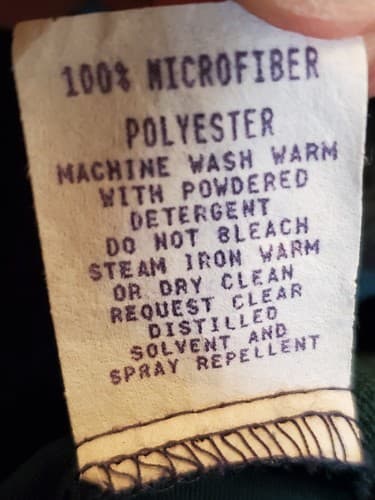 100% MICROFIBER
POLYESTER
MACHINE WASH WARM
WITH POWDERED
DETERGENT
DO NOT BLEACH
STEAM IRON WARM
OR DRY CLEAN
REQUEST CLEAR
DISTILLED
SOLVENT AND
SPRAY REPELLENT